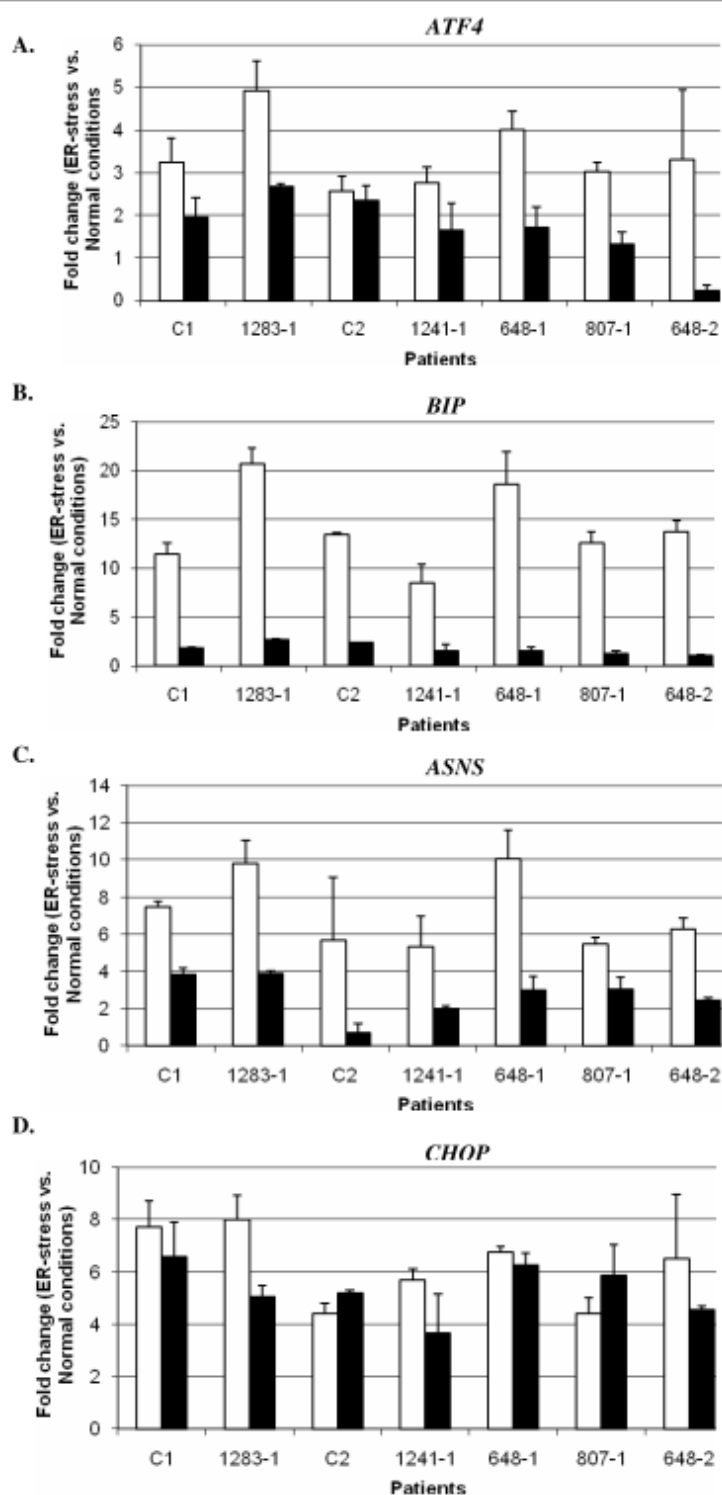 A.
ATF4
Fold change (ER-stress vs.
Normal conditions
6
5
4
3
2
1
0
C1 1283-1 C2 1241-1 648-1 807-1 648-2
Patients
B.
BIP
Fold change (ER-stress vs.
Normal conditions)
25
20
15
10
5
0
C1 1283-1 C2 1241-1 648-1 807-1 648-2
Patients
C.
ASNS
Fold change (ER-stress vs.
Normal conditions)
14
12
10
8
6
4
2
0
C1 1283-1 C2 1241-1 648-1 807-1 648-2
Patients
D.
CHOP
Fold change (ER-stress vs.
Normal conditions)
10
8
6
4
2
0
C1 1283-1 C2 1241-1 648-1 807-1 648-2
Patients